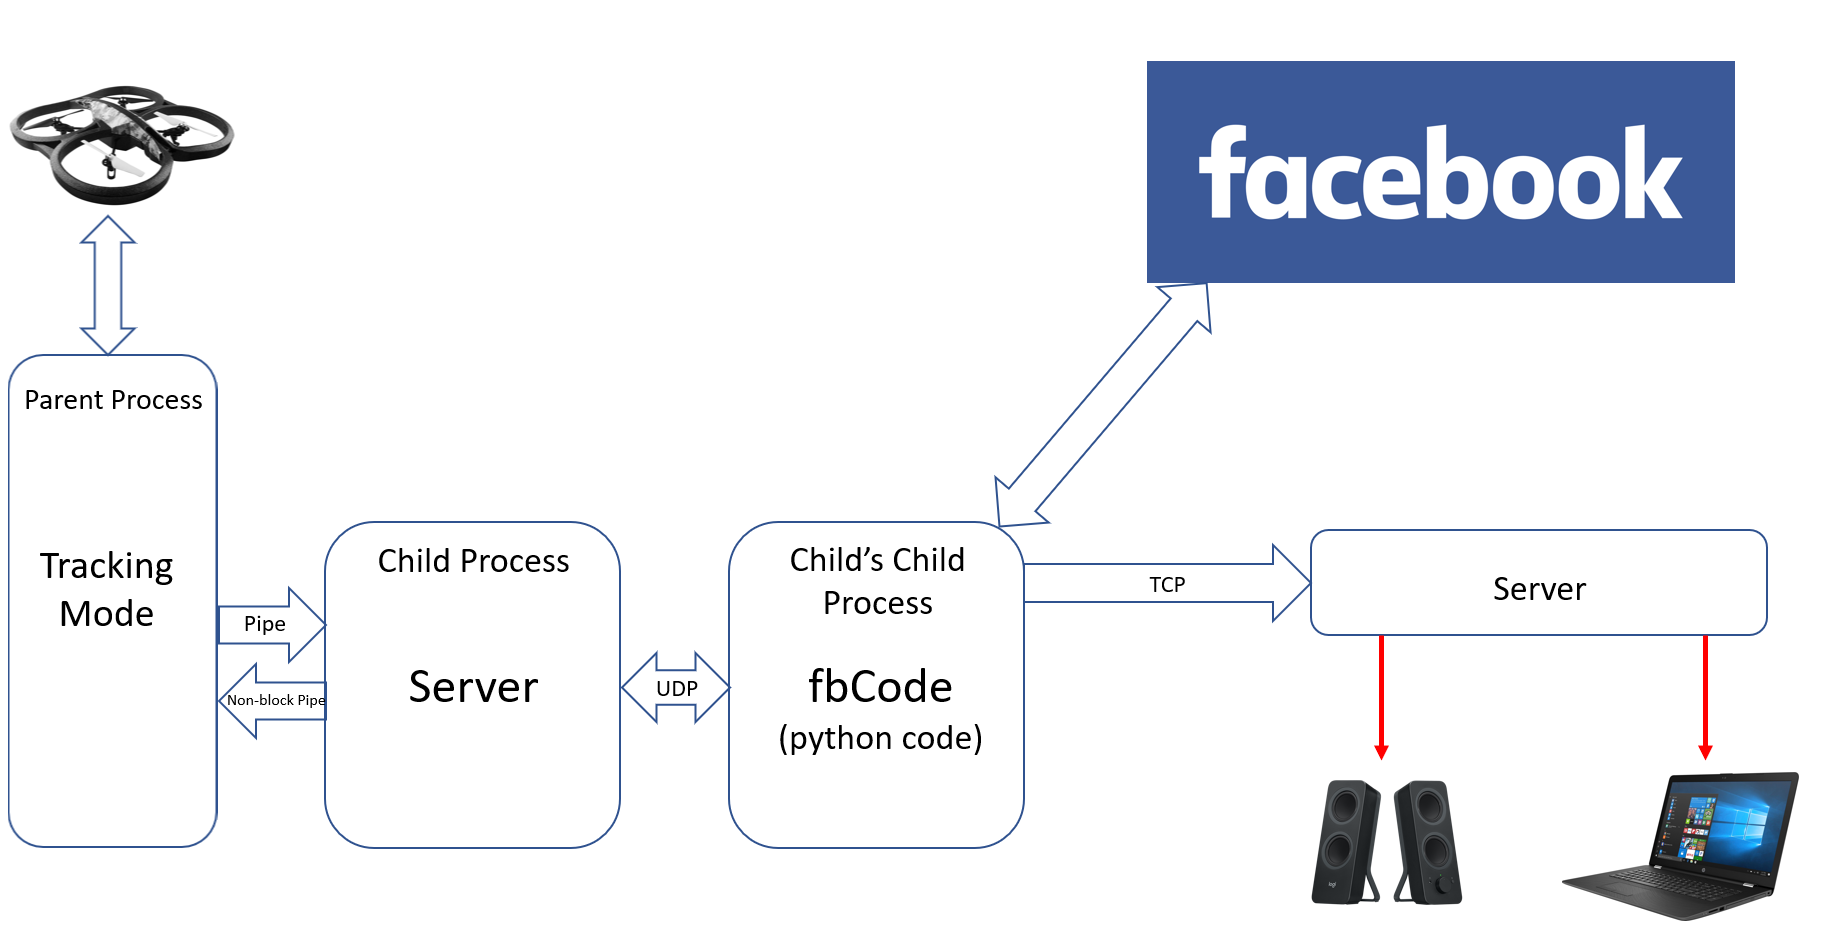 facebook
Parent Process
Tracking
Mode
Pipe
Non-block Pipe
Child Process
Server
UDP
Child’s Child
Process
fbCode
(python code)
TCP
Server
logi